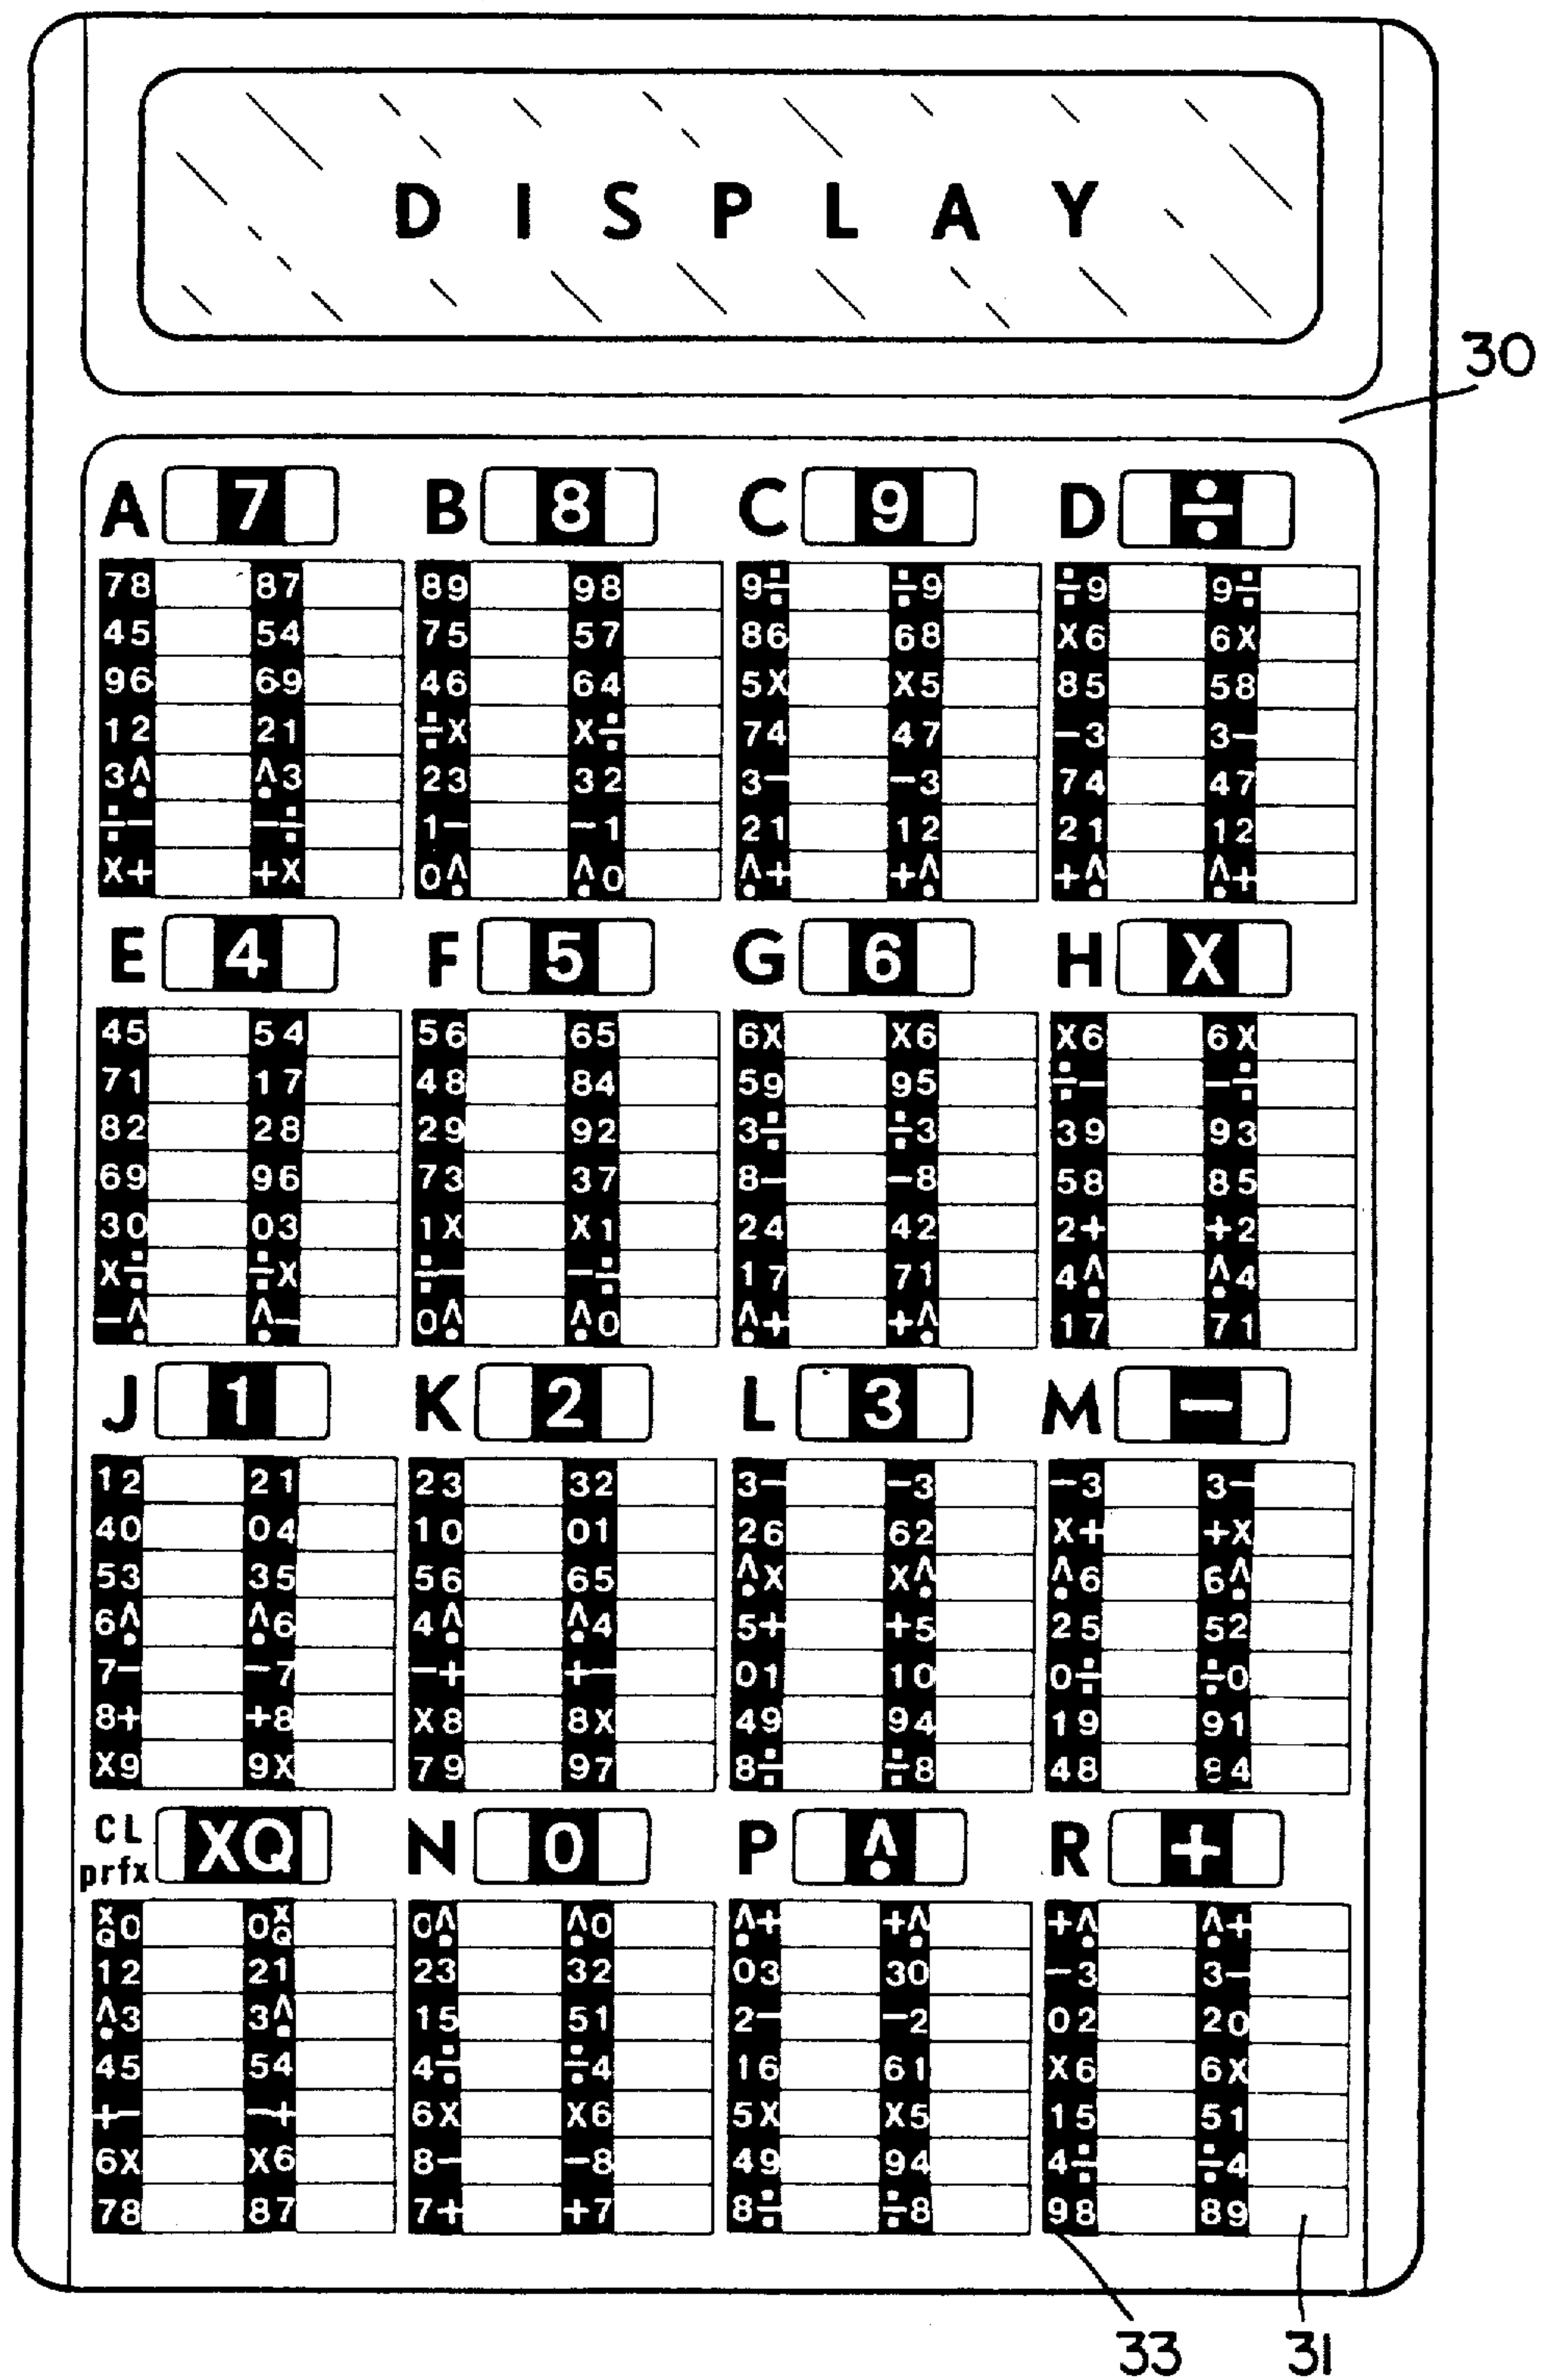 D I S P L A Y
30
A 7 B 8 C 9 D ÷
78 87 89 98 9÷ ÷9 ÷9 9÷
45 54 75 57 86 68 X6 6X
96 69 46 64 5X X5 85 58
12 21 ÷X X÷ 74 47 -3 3-
3^. ^.3 23 32 3- -3 74 47
÷- -÷ 1- -1 21 12 21 12
X+ +X 0^. ^.0 ^.+ +^. +^. ^.+
E 4 F 5 G 6 H X
45 54 56 65 6X X6 X6 6X
71 17 48 84 59 95 ÷- -÷
82 28 29 92 3÷ ÷3 39 93
69 96 73 37 8- -8 58 85
30 03 1X X1 24 42 2+ +2
X÷ ÷X ÷- -÷ 17 71 4^. ^.4
-^. ^.- 0^. ^.0 ^.+ +^. 17 71
J 1 K 2 L 3 M -
12 21 23 32 3- -3 -3 3-
40 04 10 01 26 62 X+ +X
53 35 56 65 ^.X X^. ^.6 6^.
6^. ^.6 4^. ^.4 5+ +5 25 52
7- -7 -+ +- 01 10 0÷ ÷0
8+ +8 X8 8X 49 94 19 91
X9 9X 79 97 8÷ ÷8 48 84
CL prfx XQ N 0 P ^. R +
XQ0 0XQ 0^. ^.0 ^.+ +^. +^. ^.+
12 21 23 32 03 30 -3 3-
^.3 3^. 15 51 2- -2 02 20
45 54 4÷ ÷4 16 61 X6 6X
+- -+ 6X X6 5X X5 15 51
6X X6 8- -8 49 94 4÷ ÷4
78 87 7+ +7 8÷ ÷8 98 89
33 31